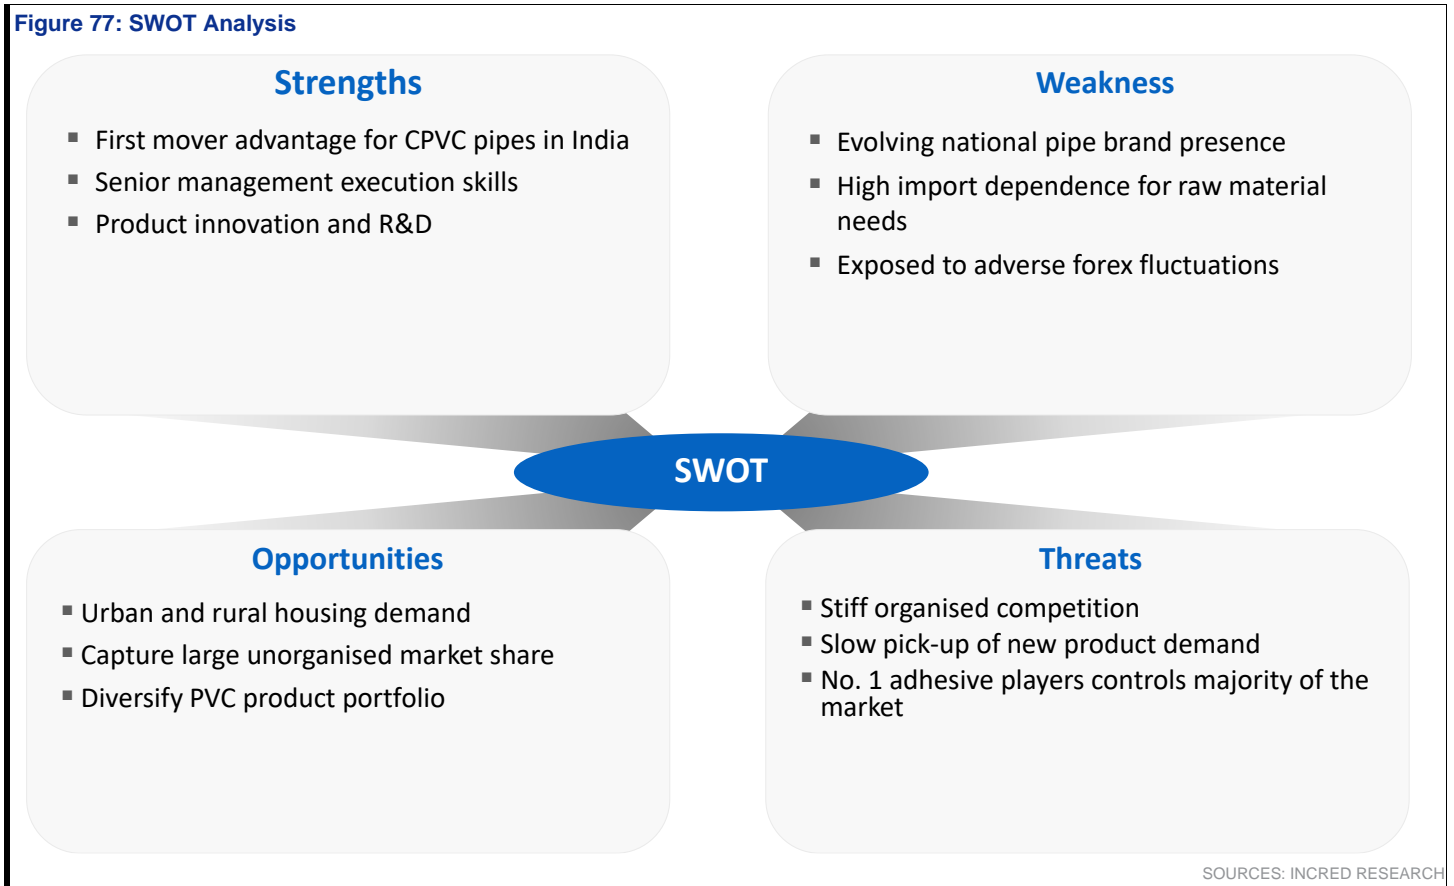 Figure 77: SWOT Analysis
Strengths
▪ First mover advantage for CPVC pipes in India
▪ Senior management execution skills
▪ Product innovation and R&D
Weakness
▪ Evolving national pipe brand presence
▪ High import dependence for raw material
needs
▪ Exposed to adverse forex fluctuations
SWOT
Opportunities
▪ Urban and rural housing demand
▪ Capture large unorganised market share
▪ Diversify PVC product portfolio
Threats
▪ Stiff organised competition
▪ Slow pick-up of new product demand
▪ No. 1 adhesive players controls majority of the
market
SOURCES: INCRED RESEARCH